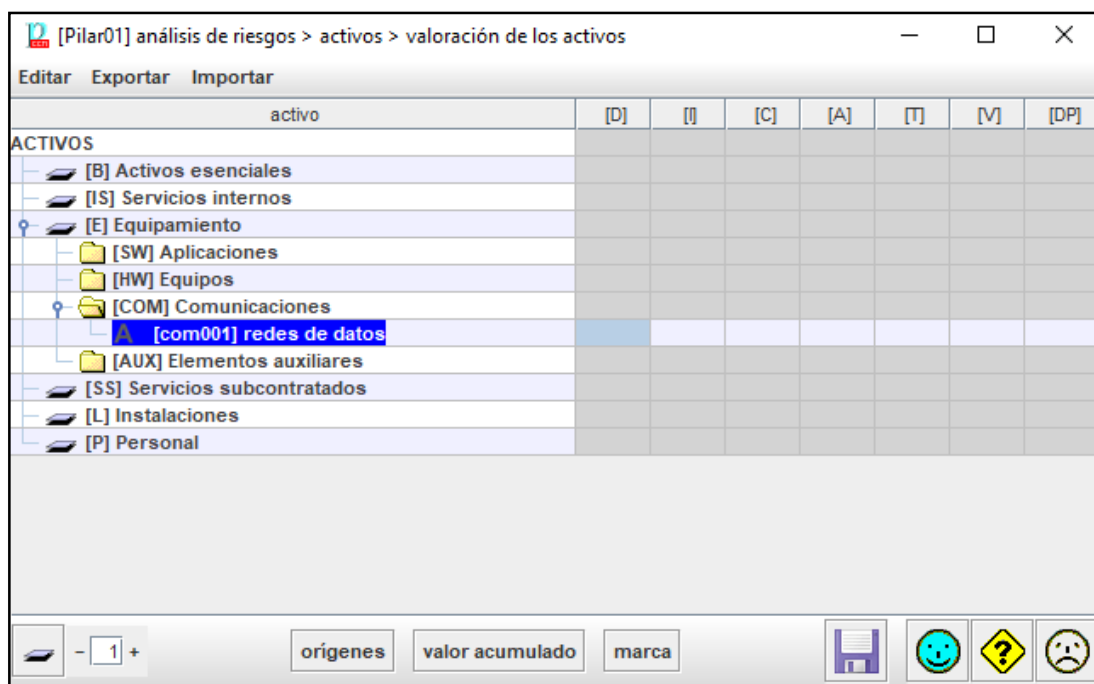 [Pilar01] análisis de riesgos > activos > valoración de los activos
Editar Exportar Importar
activo [D] [I] [C] [A] [T] [V] [DP]
ACTIVOS
[B] Activos esenciales
[IS] Servicios internos
[E] Equipamiento
[SW] Aplicaciones
[HW] Equipos
[COM] Comunicaciones
A [com001] redes de datos
[AUX] Elementos auxiliares
[SS] Servicios subcontratados
[L] Instalaciones
[P] Personal
- 1 + orígenes valor acumulado marca ?